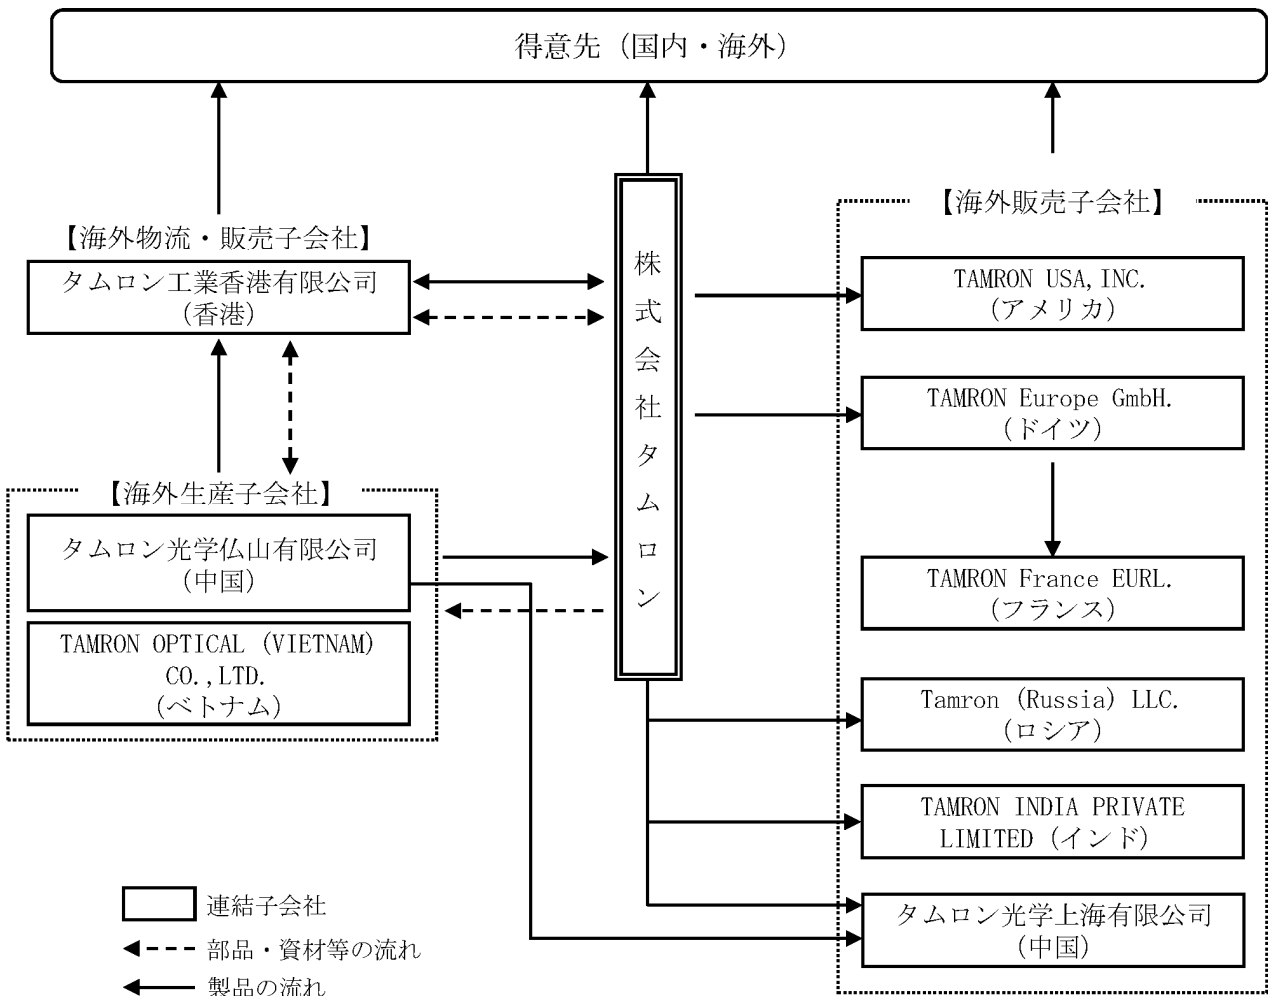 得意先（国内・海外）
【海外物流・販売子会社】
タムロン工業香港有限公司
（香港）
【海外生産子会社】
タムロン光学仏山有限公司
（中国）
TAMRON OPTICAL (VIETNAM)
CO.,LTD.
（ベトナム）
株式会社タムロン
【海外販売子会社】
TAMRON USA,INC.
（アメリカ）
TAMRON Europe GmbH.
（ドイツ）
TAMRON France EURL.
（フランス）
Tamron (Russia) LLC.
（ロシア）
TAMRON INDIA PRIVATE
LIMITED（インド）
タムロン光学上海有限公司
（中国）
連結子会社
部品・資材等の流れ
製品の流れ